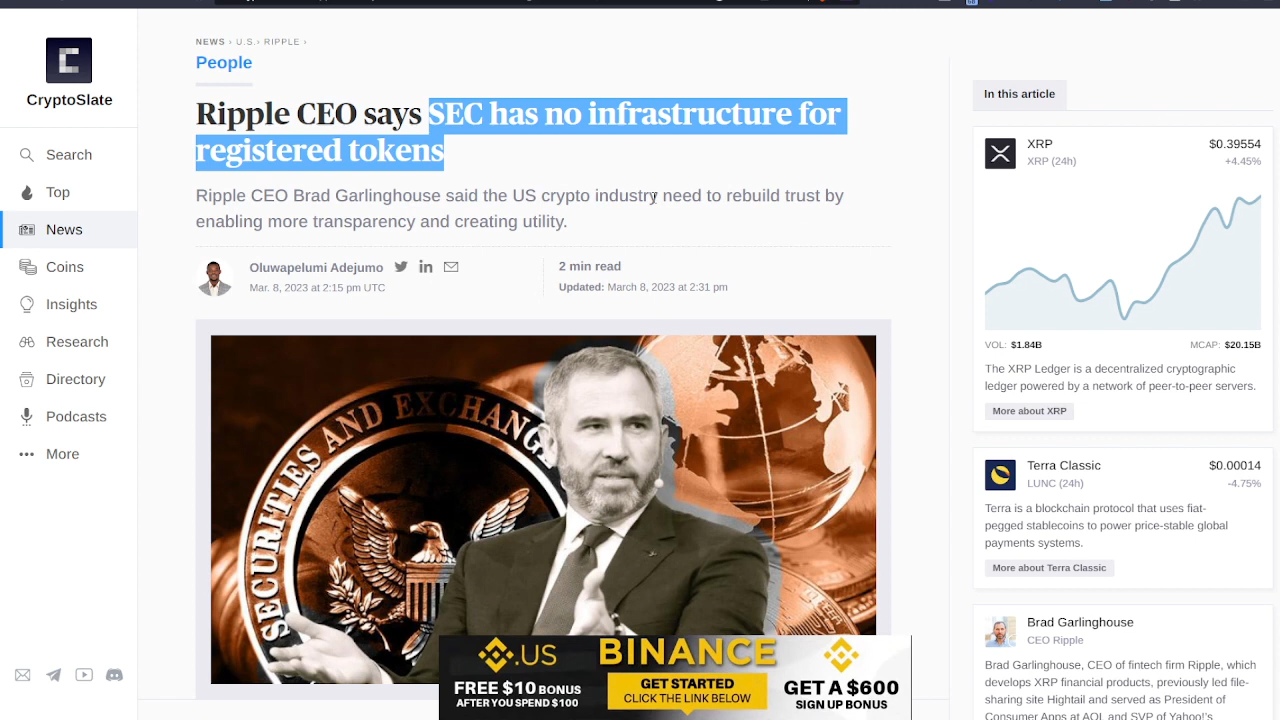 CryptoSlate
Search
Top
News
Coins
Insights
Research
Directory
Podcasts
More
NEWS › U.S. › RIPPLE ›
People
Ripple CEO says SEC has no infrastructure for
registered tokens
Ripple CEO Brad Garlinghouse said the US crypto industry need to rebuild trust by
enabling more transparency and creating utility.
Oluwapelumi Adejumo
Mar. 8, 2023 at 2:15 pm UTC
2 min read
Updated: March 8, 2023 at 2:31 pm
SECURITIES AND EXCHANGE
.US
FREE $10 BONUS
AFTER YOU SPEND $100
BINANCE
GET STARTED
CLICK THE LINK BELOW
GET A $600
SIGN UP BONUS
In this article
XRP $0.39554
XRP (24h) +4.45%
VOL: $1.84B MCAP: $20.15B
The XRP Ledger is a decentralized cryptographic
ledger powered by a network of peer-to-peer servers.
More about XRP
Terra Classic $0.00014
LUNC (24h) -4.75%
Terra is a blockchain protocol that uses fiat-
pegged stablecoins to power price-stable global
payments systems.
More about Terra Classic
Brad Garlinghouse
CEO Ripple
Brad Garlinghouse, CEO of fintech firm Ripple, which
develops XRP financial products, previously led file-
sharing site Hightail and served as President of
Consumer Apps at AOL and SVP of Yahoo!'s